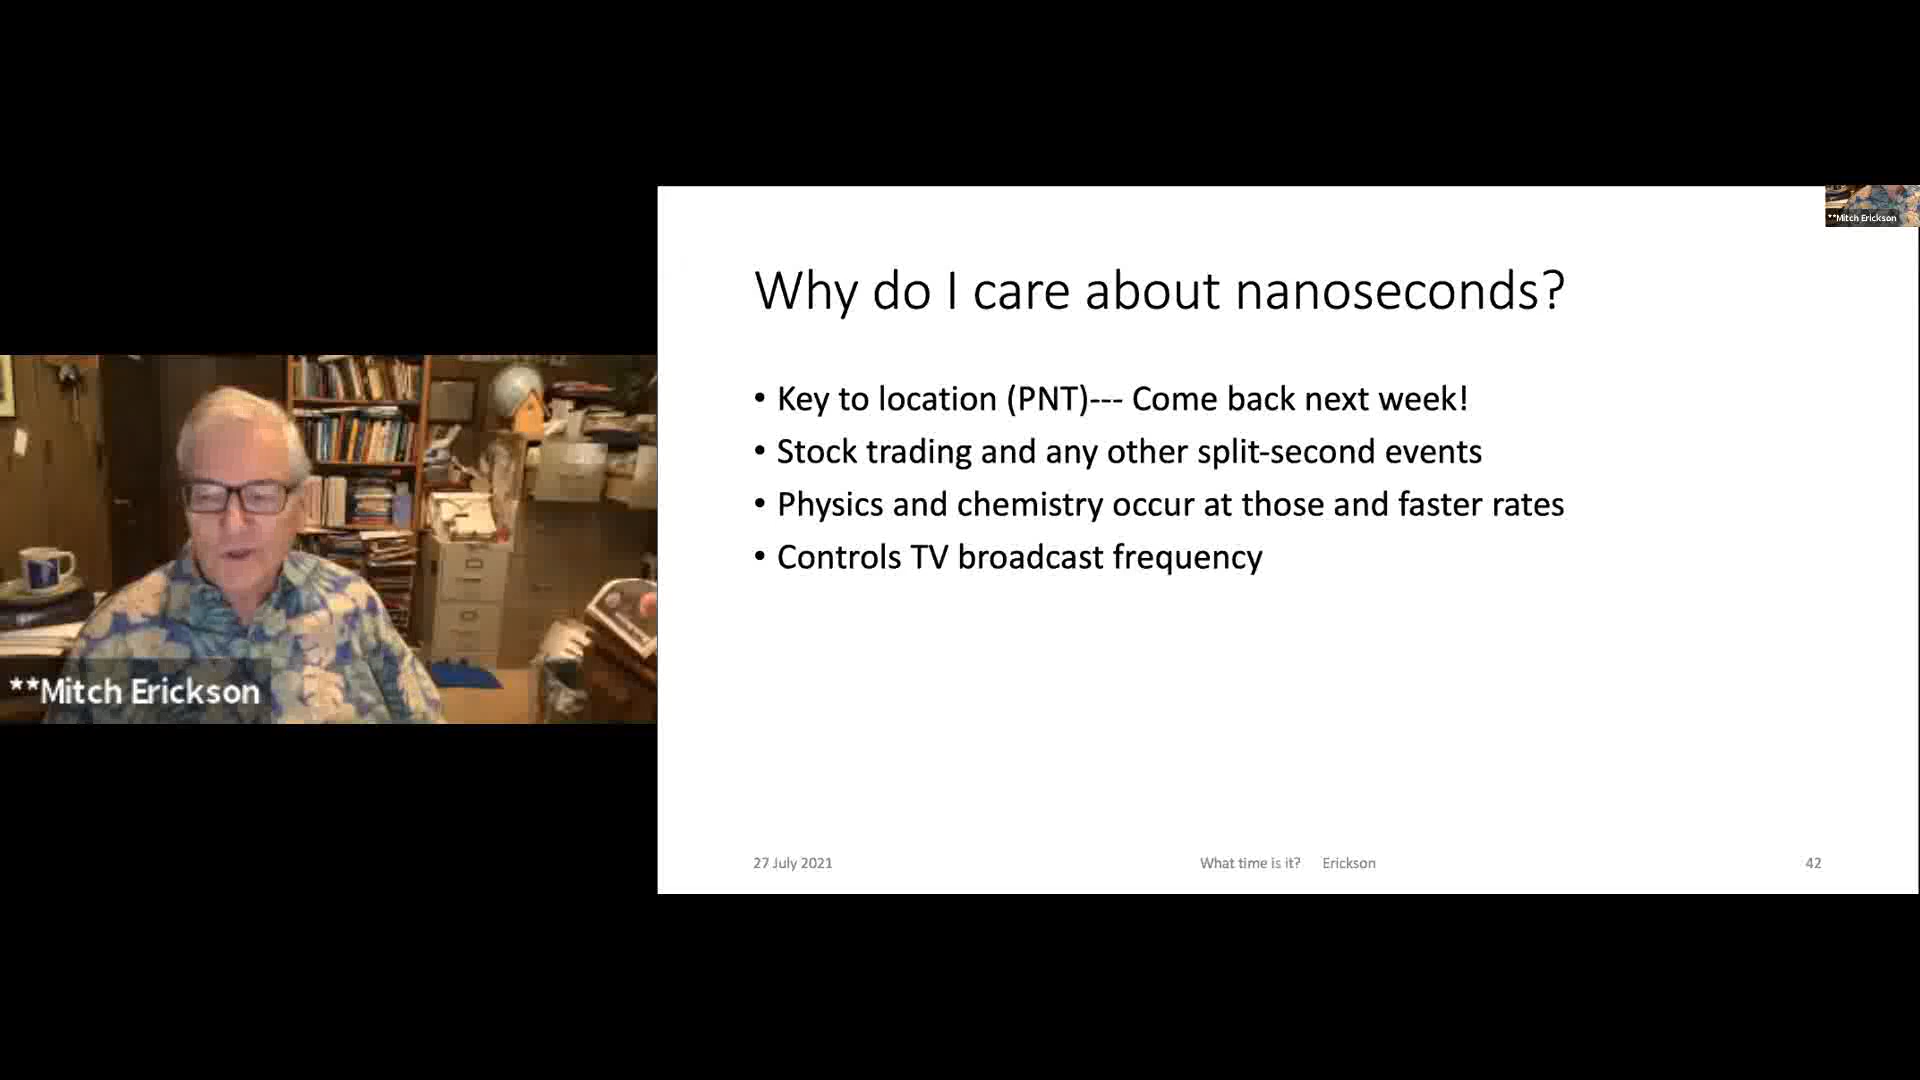 **Mitch Erickson
Why do I care about nanoseconds?
• Key to location (PNT)--- Come back next week!
• Stock trading and any other split-second events
• Physics and chemistry occur at those and faster rates
• Controls TV broadcast frequency
27 July 2021
What time is it? Erickson
42
**Mitch Erickson